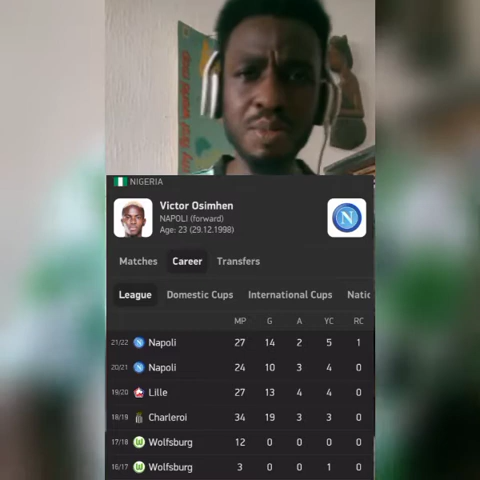 NIGERIA
Victor Osimhen
NAPOLI (forward)
Age: 23 (29.12.1998)
N
Matches Career Transfers
League Domestic Cups International Cups Natic
MP G A YC RC
21/22 Napoli 27 14 2 5 1
20/21 Napoli 24 10 3 4 0
19/20 Lille 27 13 4 4 0
18/19 Charleroi 34 19 3 3 0
17/18 Wolfsburg 12 0 0 0 0
16/17 Wolfsburg 3 0 0 1 0